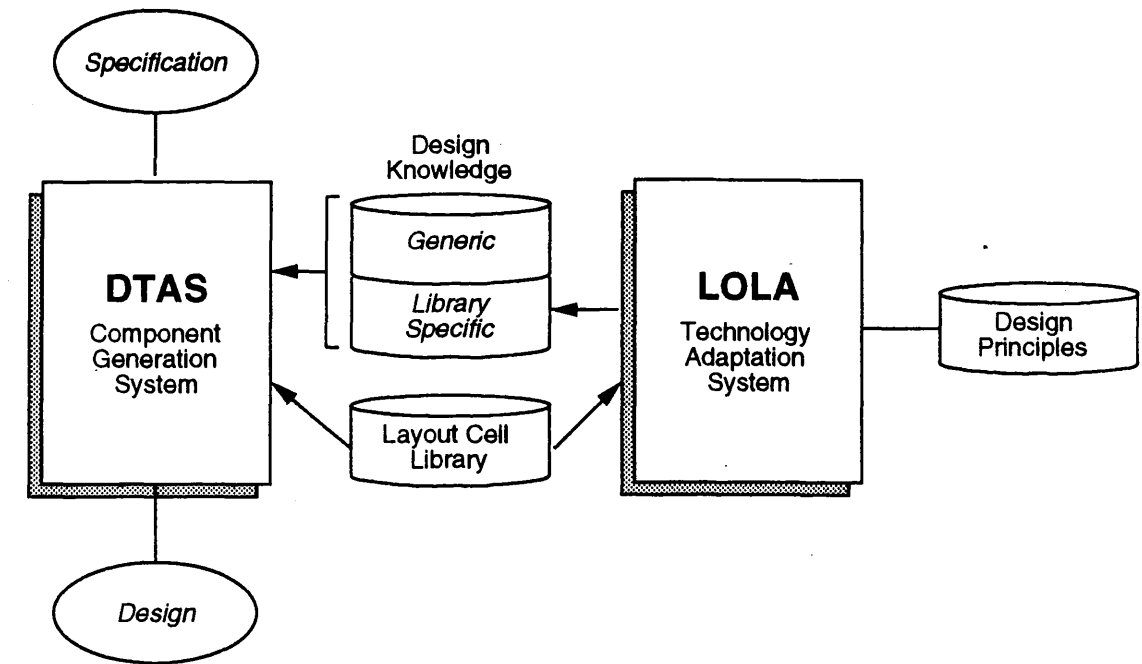 Specification
Design
Knowledge
Generic
Library
Specific
DTAS
Component
Generation
System
LOLA
Technology
Adaptation
System
Design
Principles
Layout Cell
Library
Design